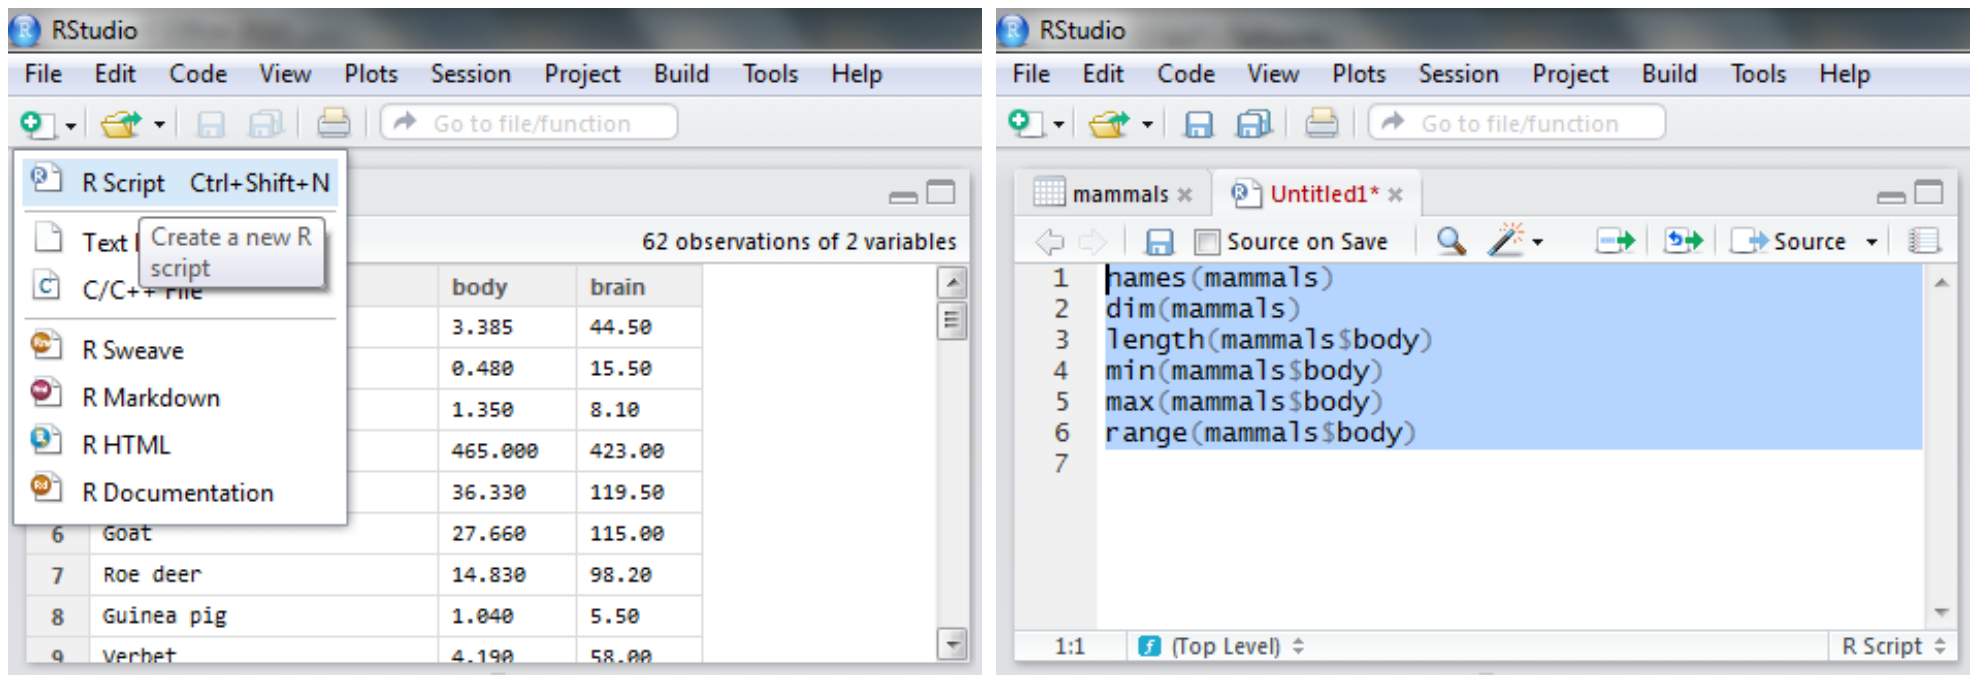 RStudio
File Edit Code View Plots Session Project Build Tools Help
Go to file/function
R Script Ctrl+Shift+N
Text
Create a new R
script
C/C++ File
R Sweave
R Markdown
R HTML
R Documentation
62 observations of 2 variables
body brain
3.385 44.50
0.480 15.50
1.350 8.10
465.000 423.00
36.330 119.50
6 Goat 27.660 115.00
7 Roe deer 14.830 98.20
8 Guinea pig 1.040 5.50
9 Verbet 4.190 58.00
RStudio
File Edit Code View Plots Session Project Build Tools Help
Go to file/function
mammals Untitled1*
Source on Save Source
1 names(mammals)
2 dim(mammals)
3 length(mammals$body)
4 min(mammals$body)
5 max(mammals$body)
6 range(mammals$body)
7
1:1 (Top Level) R Script